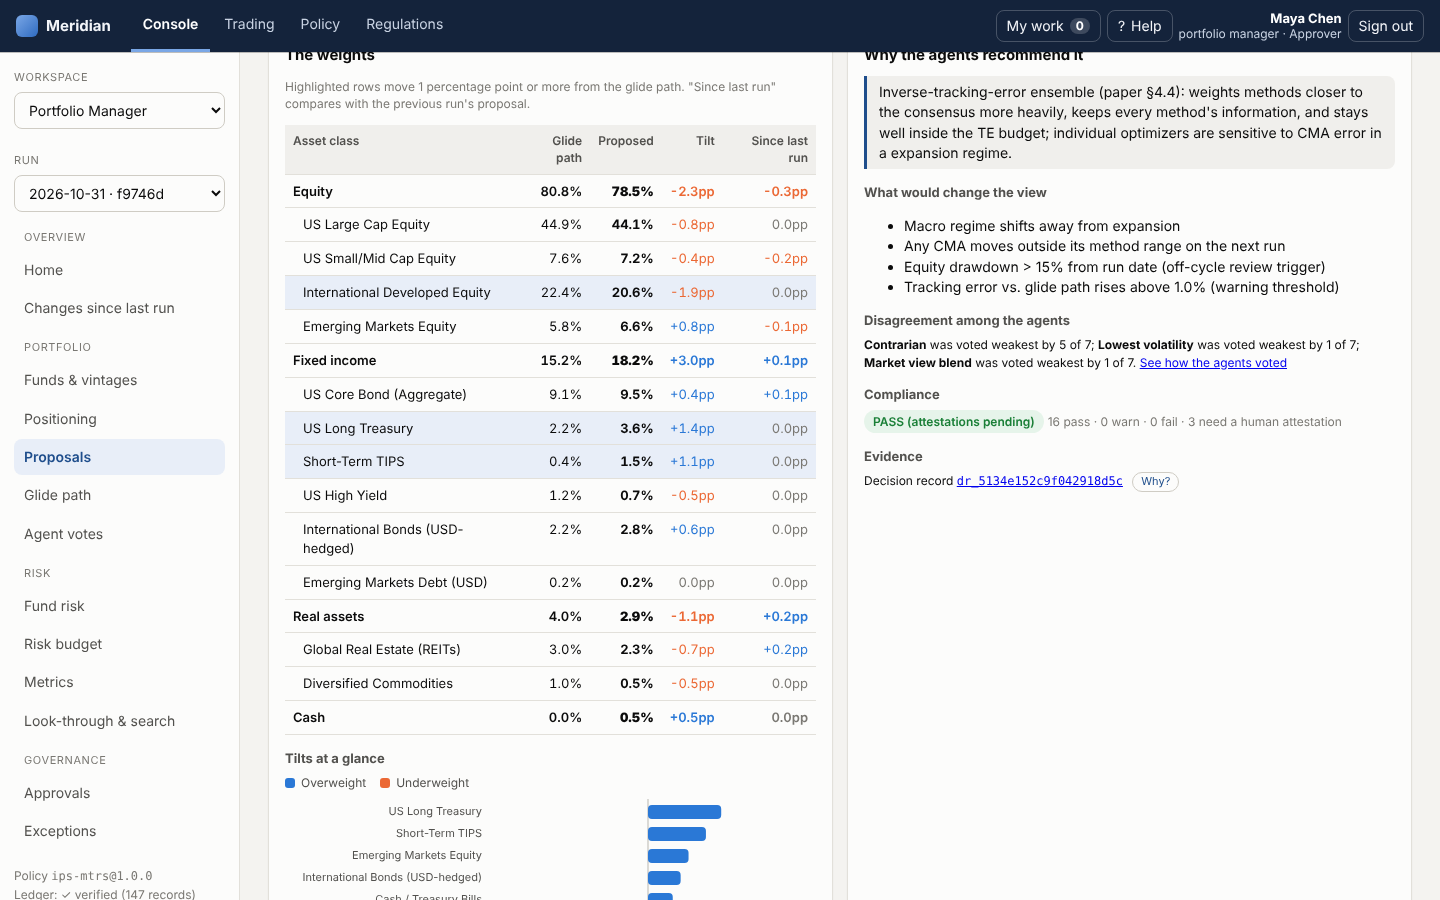 Meridian
Console
Trading
Policy
Regulations
My work 0
? Help
Maya Chen
portfolio manager · Approver
Sign out
WORKSPACE
Portfolio Manager
RUN
2026-10-31 · f9746d
OVERVIEW
Home
Changes since last run
PORTFOLIO
Funds & vintages
Positioning
Proposals
Glide path
Agent votes
RISK
Fund risk
Risk budget
Metrics
Look-through & search
GOVERNANCE
Approvals
Exceptions
Policy ips-mtrs@1.0.0
Ledger: ✓ verified (147 records)
The weights
Highlighted rows move 1 percentage point or more from the glide path. "Since last run"
compares with the previous run's proposal.
Asset class Glide path Proposed Tilt Since last run
Equity 80.8% 78.5% -2.3pp -0.3pp
US Large Cap Equity 44.9% 44.1% -0.8pp 0.0pp
US Small/Mid Cap Equity 7.6% 7.2% -0.4pp -0.2pp
International Developed Equity 22.4% 20.6% -1.9pp 0.0pp
Emerging Markets Equity 5.8% 6.6% +0.8pp -0.1pp
Fixed income 15.2% 18.2% +3.0pp +0.1pp
US Core Bond (Aggregate) 9.1% 9.5% +0.4pp +0.1pp
US Long Treasury 2.2% 3.6% +1.4pp 0.0pp
Short-Term TIPS 0.4% 1.5% +1.1pp 0.0pp
US High Yield 1.2% 0.7% -0.5pp 0.0pp
International Bonds (USD-hedged) 2.2% 2.8% +0.6pp 0.0pp
Emerging Markets Debt (USD) 0.2% 0.2% 0.0pp 0.0pp
Real assets 4.0% 2.9% -1.1pp +0.2pp
Global Real Estate (REITs) 3.0% 2.3% -0.7pp +0.2pp
Diversified Commodities 1.0% 0.5% -0.5pp 0.0pp
Cash 0.0% 0.5% +0.5pp 0.0pp
Tilts at a glance
Overweight Underweight
US Long Treasury
Short-Term TIPS
Emerging Markets Equity
International Bonds (USD-hedged)
Cash / Treasury Bills
Why the agents recommend it
Inverse-tracking-error ensemble (paper §4.4): weights methods closer to
the consensus more heavily, keeps every method's information, and stays
well inside the TE budget; individual optimizers are sensitive to CMA error in
a expansion regime.
What would change the view
• Macro regime shifts away from expansion
• Any CMA moves outside its method range on the next run
• Equity drawdown > 15% from run date (off-cycle review trigger)
• Tracking error vs. glide path rises above 1.0% (warning threshold)
Disagreement among the agents
Contrarian was voted weakest by 5 of 7; Lowest volatility was voted weakest by 1 of 7;
Market view blend was voted weakest by 1 of 7. See how the agents voted
Compliance
PASS (attestations pending) 16 pass · 0 warn · 0 fail · 3 need a human attestation
Evidence
Decision record dr_5134e152c9f042918d5c Why?